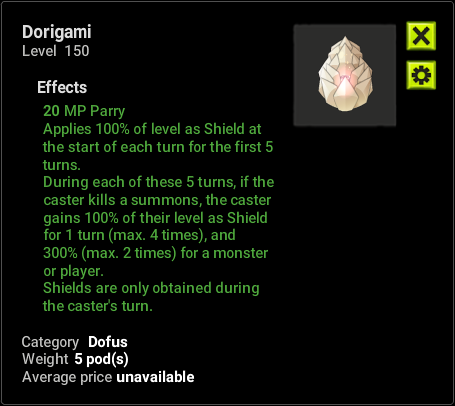 Dorigami
Level 150
Effects
20 MP Parry
Applies 100% of level as Shield at
the start of each turn for the first 5
turns.
During each of these 5 turns, if the
caster kills a summons, the caster
gains 100% of their level as Shield
for 1 turn (max. 4 times), and
300% (max. 2 times) for a monster
or player.
Shields are only obtained during
the caster's turn.
Category Dofus
Weight 5 pod(s)
Average price unavailable